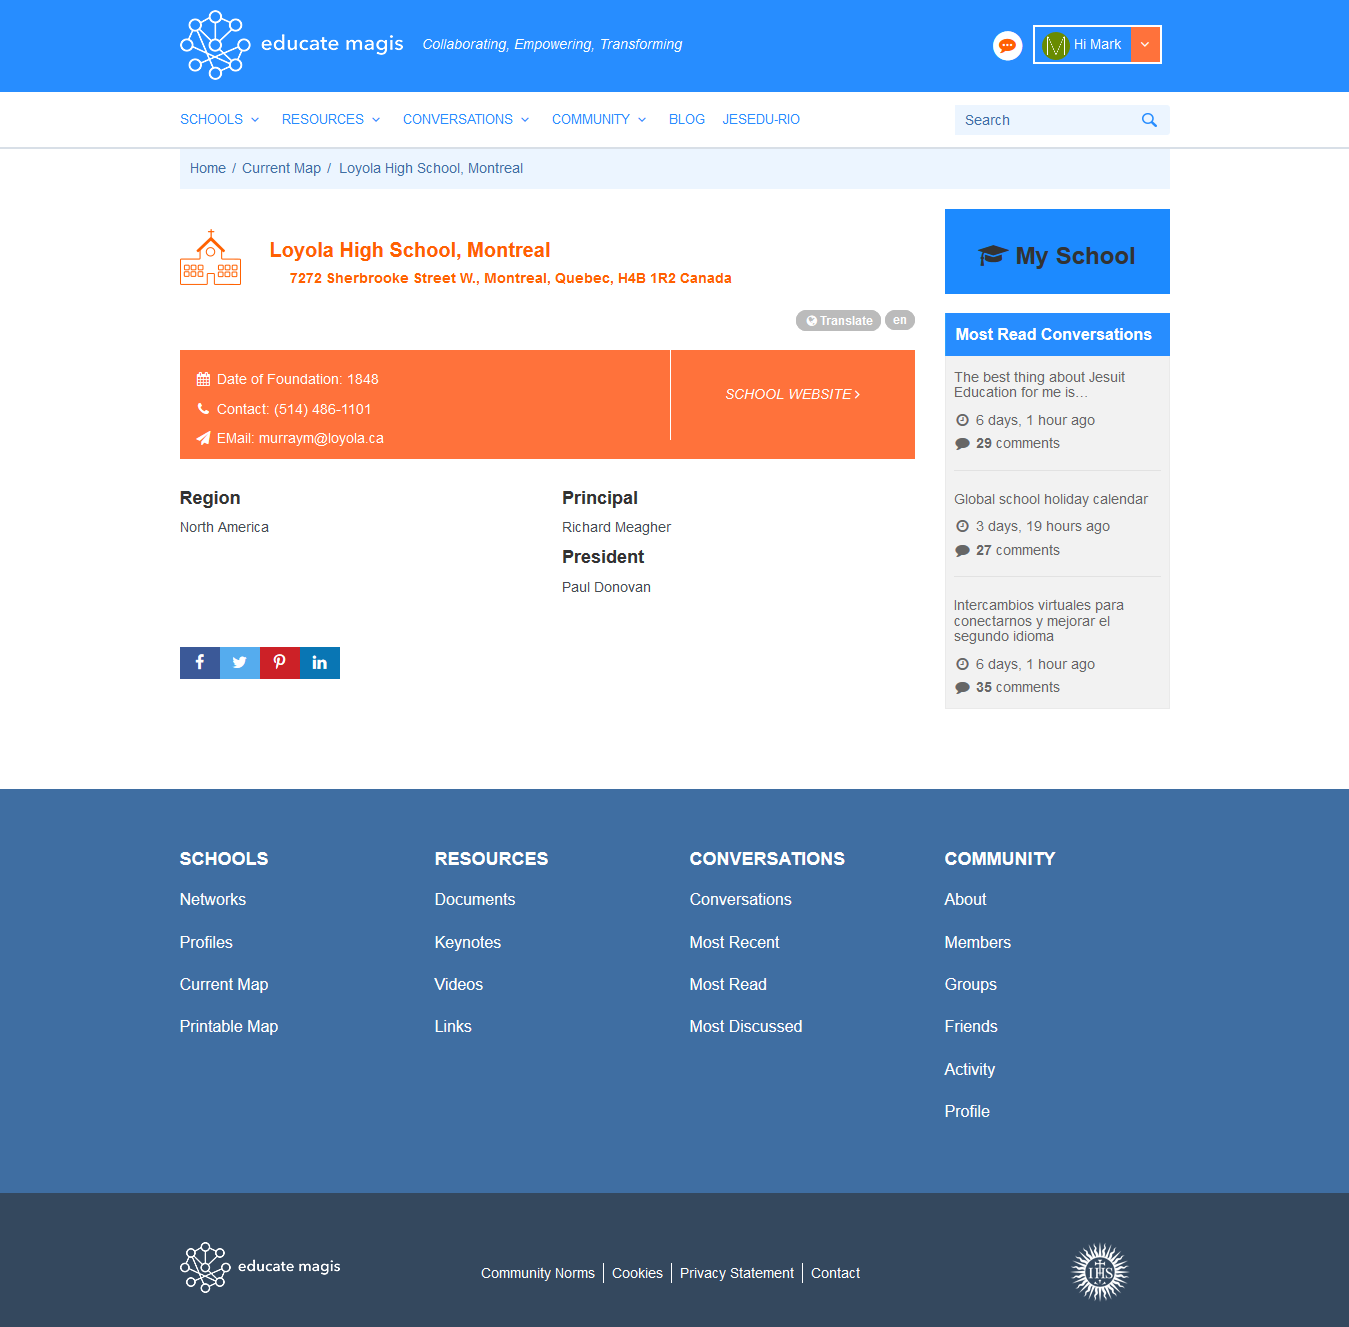 educate magis
Collaborating, Empowering, Transforming
Hi Mark
SCHOOLS
RESOURCES
CONVERSATIONS
COMMUNITY
BLOG
JESEDU-RIO
Search
Home / Current Map / Loyola High School, Montreal
Loyola High School, Montreal
7272 Sherbrooke Street W., Montreal, Quebec, H4B 1R2 Canada
Translate
en
Date of Foundation: 1848
Contact: (514) 486-1101
EMail: murraym@loyola.ca
SCHOOL WEBSITE
Region
North America
Principal
Richard Meagher
President
Paul Donovan
My School
Most Read Conversations
The best thing about Jesuit
Education for me is…
6 days, 1 hour ago
29 comments
Global school holiday calendar
3 days, 19 hours ago
27 comments
Intercambios virtuales para
conectarnos y mejorar el
segundo idioma
6 days, 1 hour ago
35 comments
SCHOOLS
Networks
Profiles
Current Map
Printable Map
RESOURCES
Documents
Keynotes
Videos
Links
CONVERSATIONS
Conversations
Most Recent
Most Read
Most Discussed
COMMUNITY
About
Members
Groups
Friends
Activity
Profile
educate magis
Community Norms
Cookies
Privacy Statement
Contact
IHS